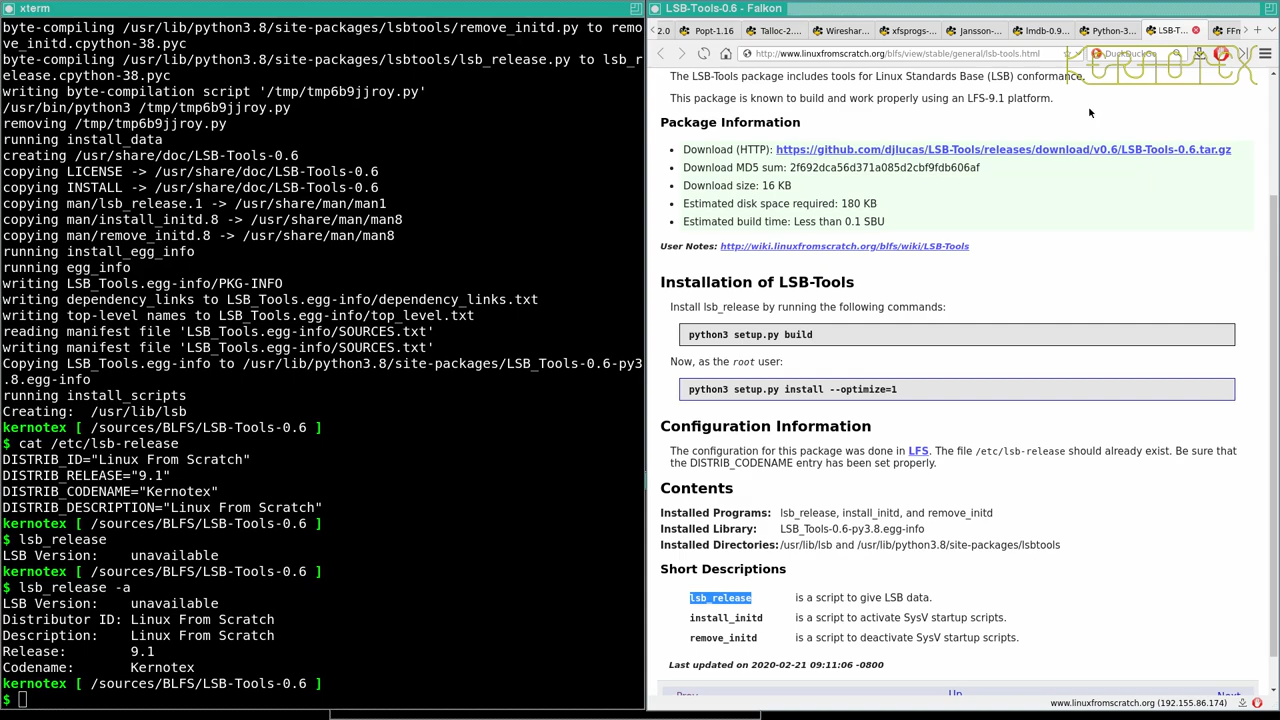 xterm
byte-compiling /usr/lib/python3.8/site-packages/lsbtools/remove_initd.py to remo
ve_initd.cpython-38.pyc
byte-compiling /usr/lib/python3.8/site-packages/lsbtools/lsb_release.py to lsb_r
elease.cpython-38.pyc
writing byte-compilation script '/tmp/tmp6b9jjroy.py'
/usr/bin/python3 /tmp/tmp6b9jjroy.py
removing /tmp/tmp6b9jjroy.py
running install_data
creating /usr/share/doc/LSB-Tools-0.6
copying LICENSE -> /usr/share/doc/LSB-Tools-0.6
copying INSTALL -> /usr/share/doc/LSB-Tools-0.6
copying man/lsb_release.1 -> /usr/share/man/man1
copying man/install_initd.8 -> /usr/share/man/man8
copying man/remove_initd.8 -> /usr/share/man/man8
running install_egg_info
running egg_info
writing LSB_Tools.egg-info/PKG-INFO
writing dependency_links to LSB_Tools.egg-info/dependency_links.txt
writing top-level names to LSB_Tools.egg-info/top_level.txt
reading manifest file 'LSB_Tools.egg-info/SOURCES.txt'
writing manifest file 'LSB_Tools.egg-info/SOURCES.txt'
Copying LSB_Tools.egg-info to /usr/lib/python3.8/site-packages/LSB_Tools-0.6-py3
.8.egg-info
running install_scripts
Creating:  /usr/lib/lsb
kernotex [ /sources/BLFS/LSB-Tools-0.6 ]
$ cat /etc/lsb-release
DISTRIB_ID="Linux From Scratch"
DISTRIB_RELEASE="9.1"
DISTRIB_CODENAME="Kernotex"
DISTRIB_DESCRIPTION="Linux From Scratch"
kernotex [ /sources/BLFS/LSB-Tools-0.6 ]
$ lsb_release
LSB Version:    unavailable
kernotex [ /sources/BLFS/LSB-Tools-0.6 ]
$ lsb_release -a
LSB Version:    unavailable
Distributor ID: Linux From Scratch
Description:    Linux From Scratch
Release:        9.1
Codename:       Kernotex
kernotex [ /sources/BLFS/LSB-Tools-0.6 ]
$
LSB-Tools-0.6 - Falkon
2.0 Popt-1.16 Talloc-2... Wireshar... xfsprogs-... Jansson-... lmdb-0.9... Python-3... LSB-T... FFn
http://www.linuxfromscratch.org/blfs/view/stable/general/lsb-tools.html DuckDuckGo
KERNOTEX
The LSB-Tools package includes tools for Linux Standards Base (LSB) conformance.
This package is known to build and work properly using an LFS-9.1 platform.
Package Information
Download (HTTP): https://github.com/djlucas/LSB-Tools/releases/download/v0.6/LSB-Tools-0.6.tar.gz
Download MD5 sum: 2f692dca56d371a085d2cbf9fdb606af
Download size: 16 KB
Estimated disk space required: 180 KB
Estimated build time: Less than 0.1 SBU
User Notes: http://wiki.linuxfromscratch.org/blfs/wiki/LSB-Tools
Installation of LSB-Tools
Install lsb_release by running the following commands:
python3 setup.py build
Now, as the root user:
python3 setup.py install --optimize=1
Configuration Information
The configuration for this package was done in LFS. The file /etc/lsb-release should already exist. Be sure that
the DISTRIB_CODENAME entry has been set properly.
Contents
Installed Programs: lsb_release, install_initd, and remove_initd
Installed Library: LSB_Tools-0.6-py3.8.egg-info
Installed Directories: /usr/lib/lsb and /usr/lib/python3.8/site-packages/lsbtools
Short Descriptions
lsb_release is a script to give LSB data.
install_initd is a script to activate SysV startup scripts.
remove_initd is a script to deactivate SysV startup scripts.
Last updated on 2020-02-21 09:11:06 -0800
Prev Up Next
www.linuxfromscratch.org (192.155.86.174)